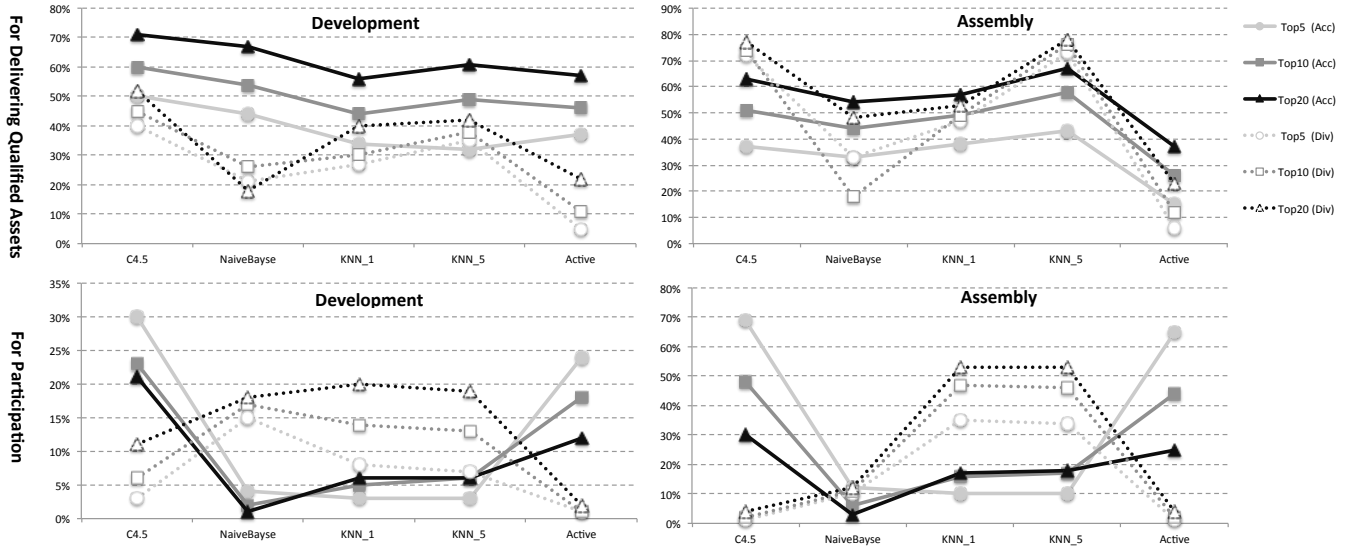 For Delivering Qualified Assets
Development
80%
70%
60%
50%
40%
30%
20%
10%
0%
C4.5 NaiveBayse KNN_1 KNN_5 Active
Assembly
90%
80%
70%
60%
50%
40%
30%
20%
10%
0%
C4.5 NaiveBayse KNN_1 KNN_5 Active
Top5 (Acc)
Top10 (Acc)
Top20 (Acc)
Top5 (Div)
Top10 (Div)
Top20 (Div)
For Participation
Development
35%
30%
25%
20%
15%
10%
5%
0%
C4.5 NaiveBayse KNN_1 KNN_5 Active
Assembly
80%
70%
60%
50%
40%
30%
20%
10%
0%
C4.5 NaiveBayse KNN_1 KNN_5 Active